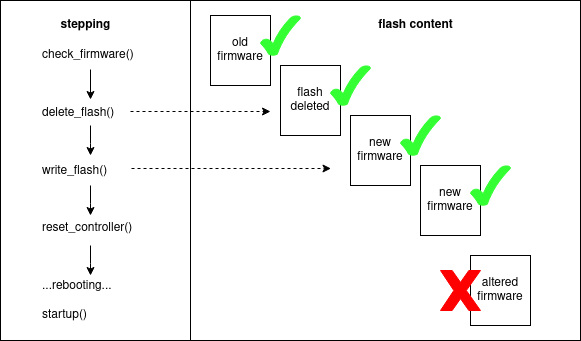 stepping
flash content
check_firmware()
delete_flash()
write_flash()
reset_controller()
...rebooting...
startup()
old
firmware
flash
deleted
new
firmware
new
firmware
altered
firmware